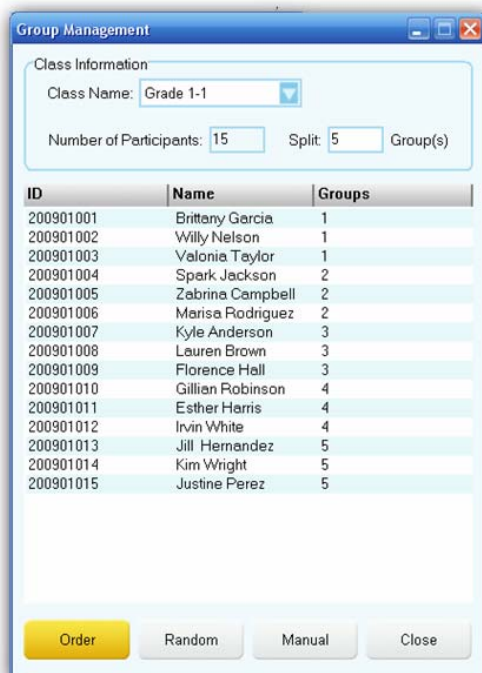 Group Management
Class Information
Class Name: Grade 1-1
Number of Participants: 15 Split: 5 Group(s)
ID Name Groups
200901001 Brittany Garcia 1
200901002 Willy Nelson 1
200901003 Valonia Taylor 1
200901004 Spark Jackson 2
200901005 Zabrina Campbell 2
200901006 Marisa Rodriguez 2
200901007 Kyle Anderson 3
200901008 Lauren Brown 3
200901009 Florence Hall 3
200901010 Gillian Robinson 4
200901011 Esther Harris 4
200901012 Irvin White 4
200901013 Jill Hernandez 5
200901014 Kim Wright 5
200901015 Justine Perez 5
Order Random Manual Close